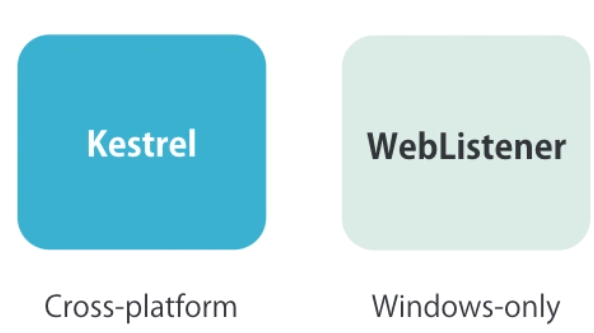 Kestrel
WebListener
Cross-platform
Windows-only